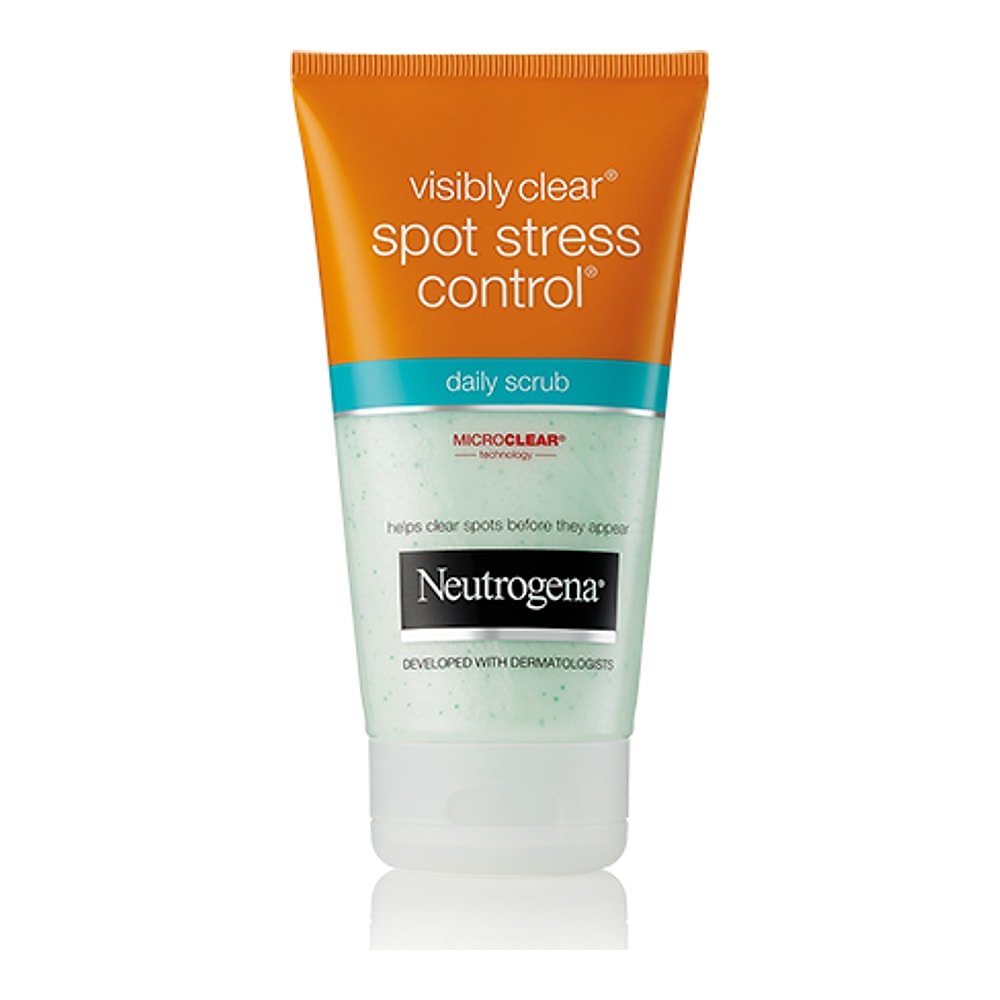 visibly clear®
spot stress
control®
daily scrub
MICROCLEAR®
technology
helps clear spots before they appear
Neutrogena®
DEVELOPED WITH DERMATOLOGISTS